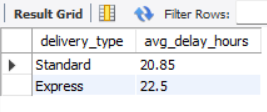 Result Grid Filter Rows:
delivery_type avg_delay_hours
Standard 20.85
Express 22.5